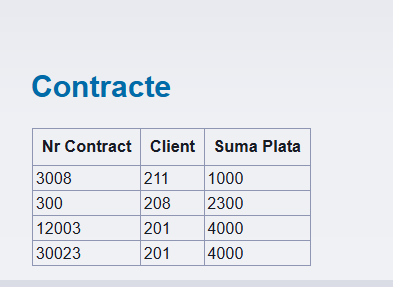 Contracte
Nr Contract Client Suma Plata
3008 211 1000
300 208 2300
12003 201 4000
30023 201 4000